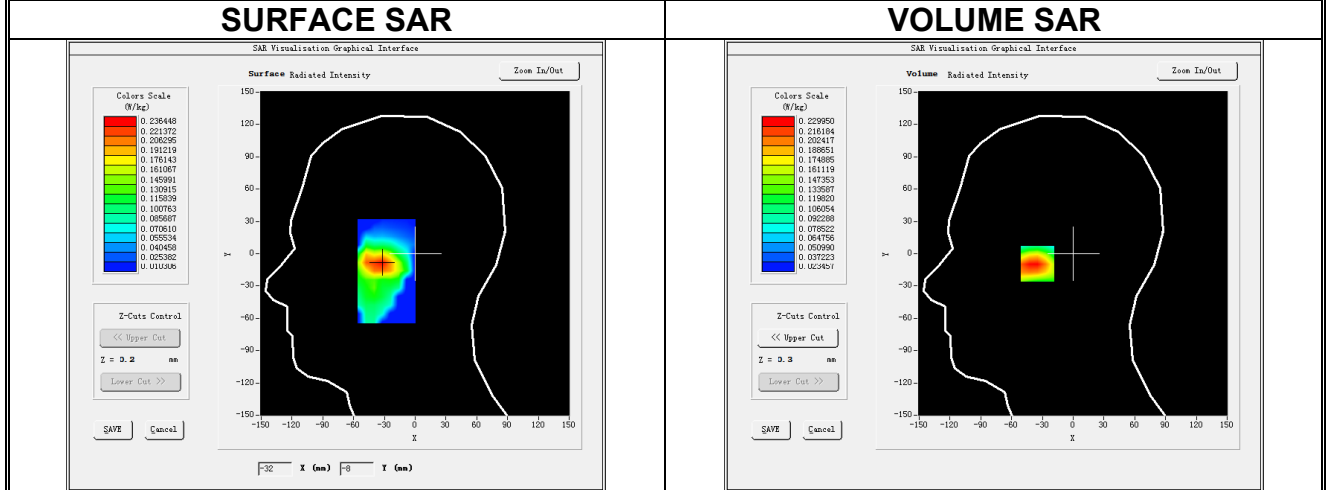 SURFACE SAR
SAR Visualisation Graphical Interface
Surface Radiated Intensity
Zoom In/Out
Colors Scale
(W/kg)
0.236448
0.221372
0.206295
0.191219
0.176143
0.161067
0.145991
0.130915
0.115839
0.100763
0.085687
0.070610
0.055534
0.040458
0.025382
0.010306
Z-Cuts Control
<< Upper Cut
Z = 0.2 mm
Lower Cut >>
SAVE
Cancel
150
120
90
60
30
0
-30
-60
-90
-120
-150
Y
-150 -120 -90 -60 -30 0 30 60 90 120 150
X
-32 X (mm) -8 Y (mm)
VOLUME SAR
SAR Visualisation Graphical Interface
Volume Radiated Intensity
Zoom In/Out
Colors Scale
(W/kg)
0.229950
0.216184
0.202417
0.188651
0.174885
0.161119
0.147353
0.133587
0.119820
0.106054
0.092288
0.078522
0.064756
0.050990
0.037223
0.023457
Z-Cuts Control
<< Upper Cut
Z = 0.3 mm
Lower Cut >>
SAVE
Cancel
150
120
90
60
30
0
-30
-60
-90
-120
-150
Y
-150 -120 -90 -60 -30 0 30 60 90 120 150
X